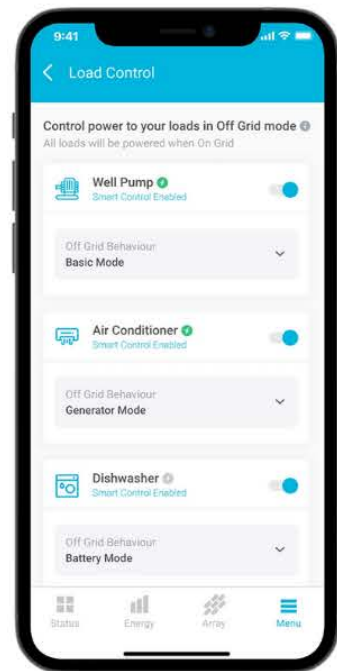 9:41
Load Control
Control power to your loads in Off Grid mode
All loads will be powered when On Grid
Well Pump
Smart Control Enabled
Off Grid Behaviour
Basic Mode
Air Conditioner
Smart Control Enabled
Off Grid Behaviour
Generator Mode
Dishwasher
Smart Control Enabled
Off Grid Behaviour
Battery Mode
Status Energy Array Menu